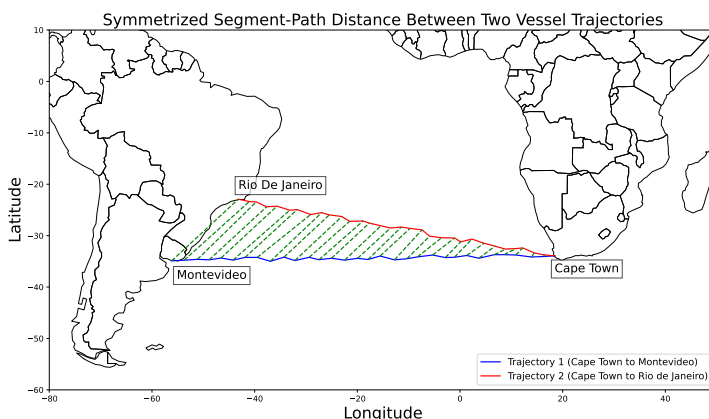 Symmetrized Segment-Path Distance Between Two Vessel Trajectories
10
0
−10
−20
−30
−40
−50
−60
Latitude
Rio De Janeiro
Montevideo
Cape Town
Trajectory 1 (Cape Town to Montevideo)
Trajectory 2 (Cape Town to Rio de Janeiro)
−80
−60
−40
−20
0
20
40
Longitude